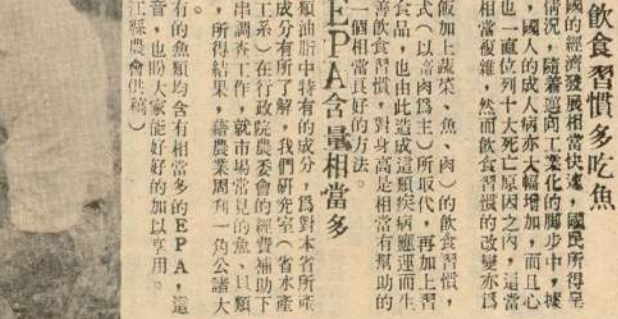 飲食習慣多吃魚
國的經濟發展相當快速，國民所得呈
情況，隨着邁向工業化的脚步中，據
，國人的成人病亦大幅增加，而且心
也一直位列十大死亡原因之內，這當
相當複雜，然而飲食習慣的改變亦爲
飯加上蔬菜、魚、肉）的飲食習慣，
式（以畜肉爲主）所取代，再加上習
食品，也由此造成這類疾病應運而生
善飲食習慣，對身高是相當有幫助的
一個相當良好的方法。
EPA含量相當多
類油脂中特有的成分，爲對本省所產
成分有所了解，我們研究室（省水產
工系）在行政院農委會的經費補助下
串調查工作，就市場常見的魚、貝類
，所得結果，藉農業周刊一角公諸大
。
有的魚類均含有相當多的EPA，這
音，也盼大家能好好的加以享用。
江縣農會供稿）